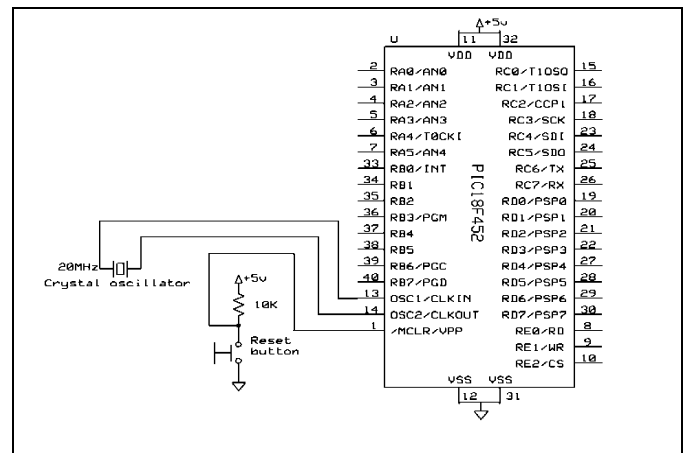 +5v
U
11 32
VDD VDD
2 RA0/AN0
3 RA1/AN1
4 RA2/AN2
5 RA3/AN3
6 RA4/T0CKI
7 RA5/AN4
33 RB0/INT
34 RB1
35 RB2
36 RB3/PGM
37 RB4
38 RB5
39 RB6/PGC
40 RB7/PGD
13 OSC1/CLKIN
14 OSC2/CLKOUT
1 /MCLR/VPP
PIC18F452
RC0/T1OSO 15
RC1/T1OSI 16
RC2/CCP1 17
RC3/SCK 18
RC4/SDI 23
RC5/SDO 24
RC6/TX 25
RC7/RX 26
RD0/PSP0 19
RD1/PSP1 20
RD2/PSP2 21
RD3/PSP3 22
RD4/PSP4 27
RD5/PSP5 28
RD6/PSP6 29
RD7/PSP7 30
RE0/RD 8
RE1/WR 9
RE2/CS 10
VSS VSS
12 31
20MHz
Crystal oscillator
+5v
10K
Reset
button